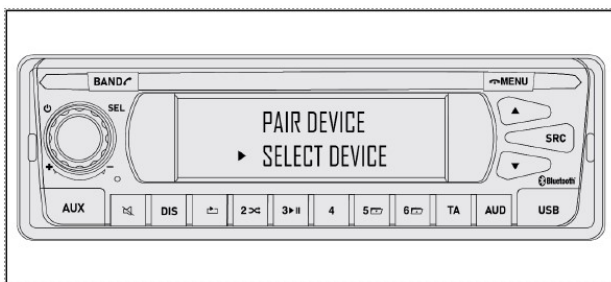 BAND
MENU
SEL
PAIR DEVICE
SELECT DEVICE
SRC
+ -
Bluetooth
AUX DIS 2 3 4 5 6 TA AUD USB